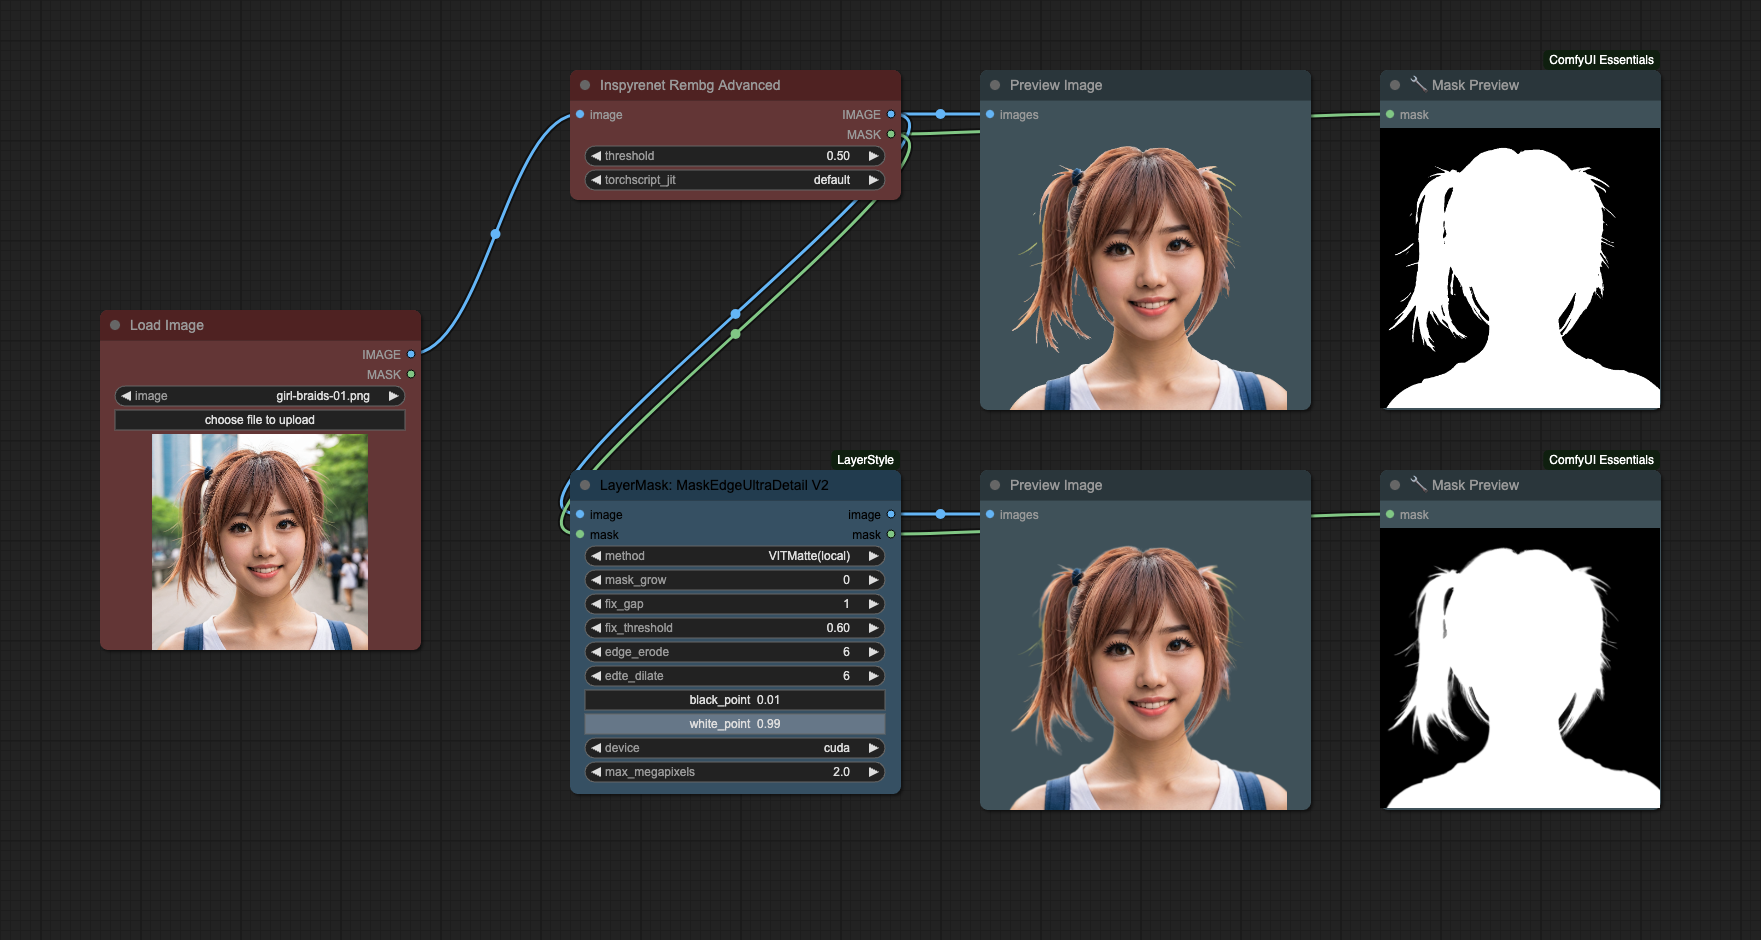 Load Image
IMAGE
MASK
image girl-braids-01.png
choose file to upload
Inspyrenet Rembg Advanced
image IMAGE
MASK
threshold 0.50
torchscript_jit default
Preview Image
images
ComfyUI Essentials
Mask Preview
mask
LayerStyle
LayerMask: MaskEdgeUltraDetail V2
image image
mask mask
method VITMatte(local)
mask_grow 0
fix_gap 1
fix_threshold 0.60
edge_erode 6
edte_dilate 6
black_point 0.01
white_point 0.99
device cuda
max_megapixels 2.0
Preview Image
images
ComfyUI Essentials
Mask Preview
mask